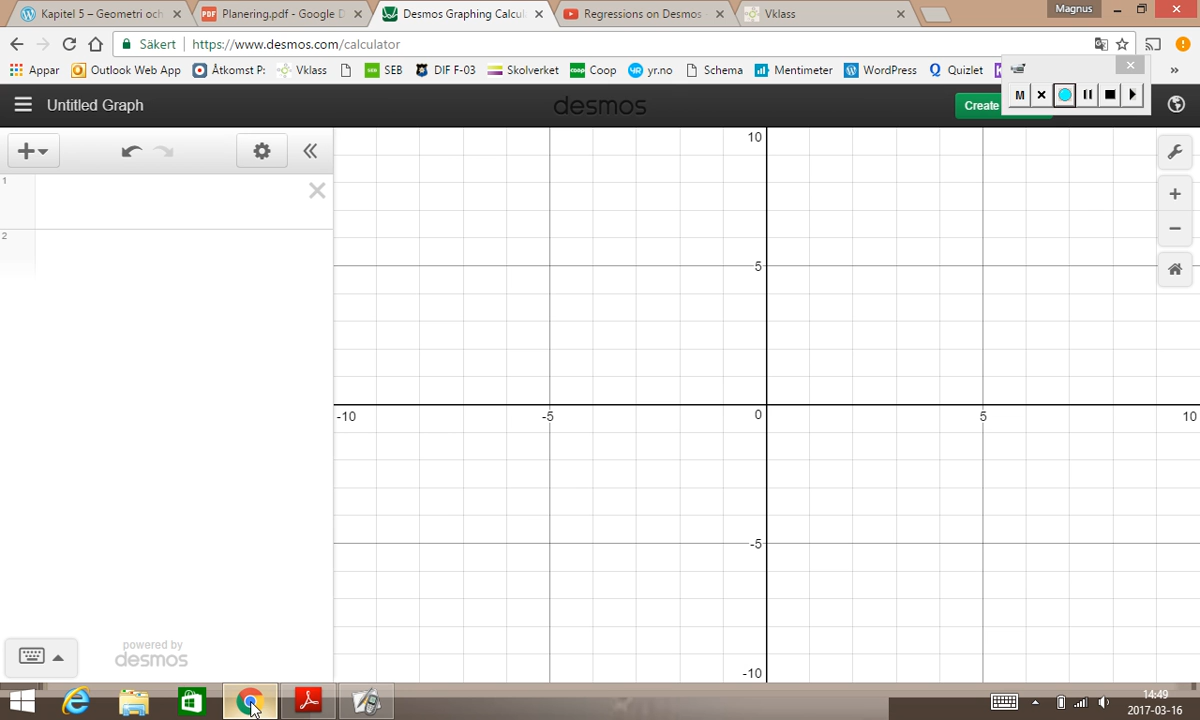 Kapitel 5 – Geometri och
Planering.pdf - Google D
Desmos Graphing Calcul
Regressions on Desmos -
Vklass
Magnus
Säkert
https://www.desmos.com/calculator
Appar
Outlook Web App
Åtkomst P:
Vklass
SEB
DIF F-03
Skolverket
Coop
yr.no
Schema
Mentimeter
WordPress
Quizlet
M
Untitled Graph
desmos
Create
1
2
10
5
-10
-5
0
5
10
-5
-10
powered by
desmos
14:49
2017-03-16